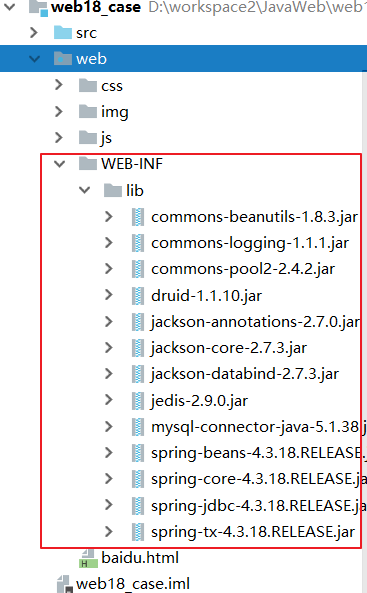 web18_case D:\workspace2\JavaWeb\web1
src
web
css
img
js
WEB-INF
lib
commons-beanutils-1.8.3.jar
commons-logging-1.1.1.jar
commons-pool2-2.4.2.jar
druid-1.1.10.jar
jackson-annotations-2.7.0.jar
jackson-core-2.7.3.jar
jackson-databind-2.7.3.jar
jedis-2.9.0.jar
mysql-connector-java-5.1.38.j
spring-beans-4.3.18.RELEASE.j
spring-core-4.3.18.RELEASE.ja
spring-jdbc-4.3.18.RELEASE.ja
spring-tx-4.3.18.RELEASE.jar
baidu.html
web18_case.iml